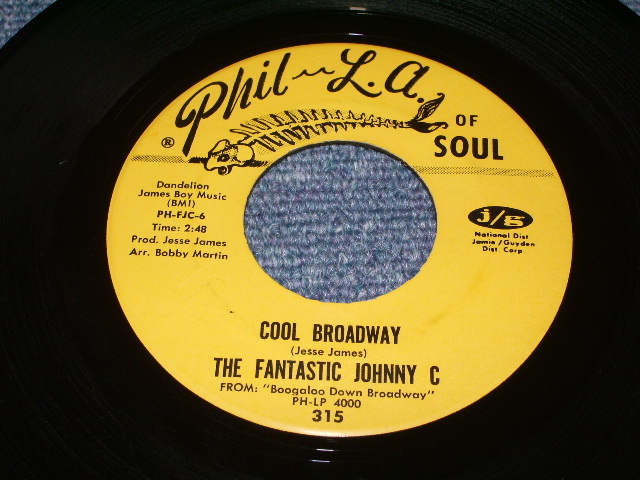 Phil-L.A.
OF
SOUL
®
Dandelion
James Boy Music
(BMI)
PH-FJC-6
Time: 2:48
Prod. Jesse James
Arr. Bobby Martin
j/g
National Dist.
Jamie/Guyden
Dist. Corp.
COOL BROADWAY
(Jesse James)
THE FANTASTIC JOHNNY C
FROM: "Boogaloo Down Broadway"
PH-LP 4000
315